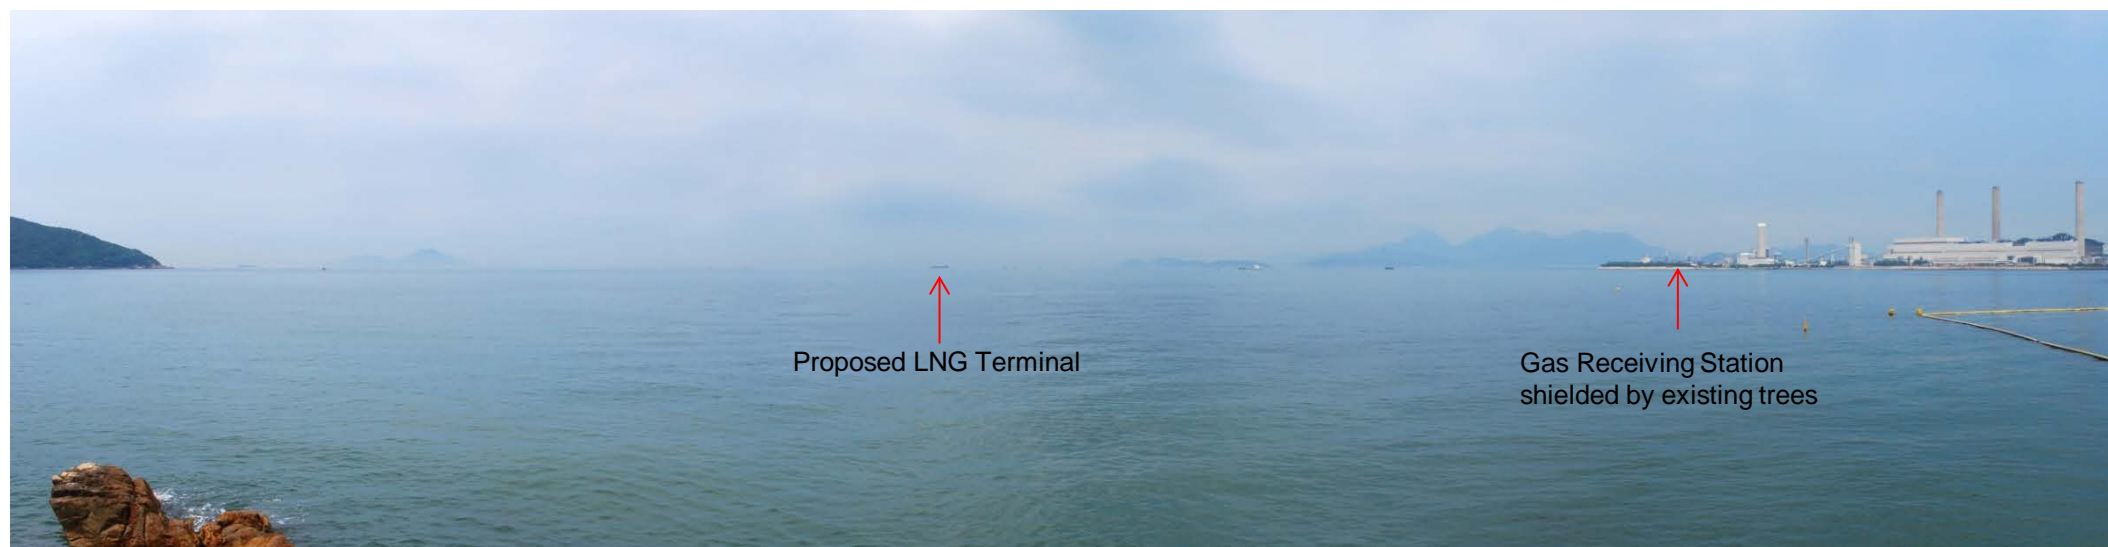 Proposed LNG Terminal
Gas Receiving Station
shielded by existing trees